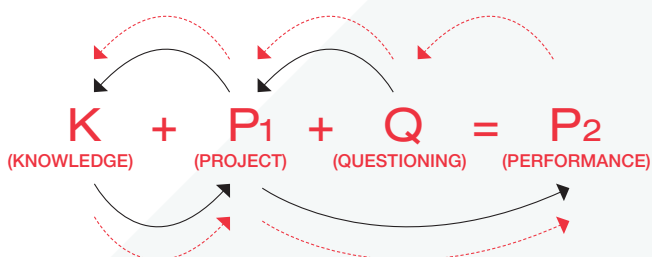 K + P1 + Q = P2
(KNOWLEDGE) (PROJECT) (QUESTIONING) (PERFORMANCE)